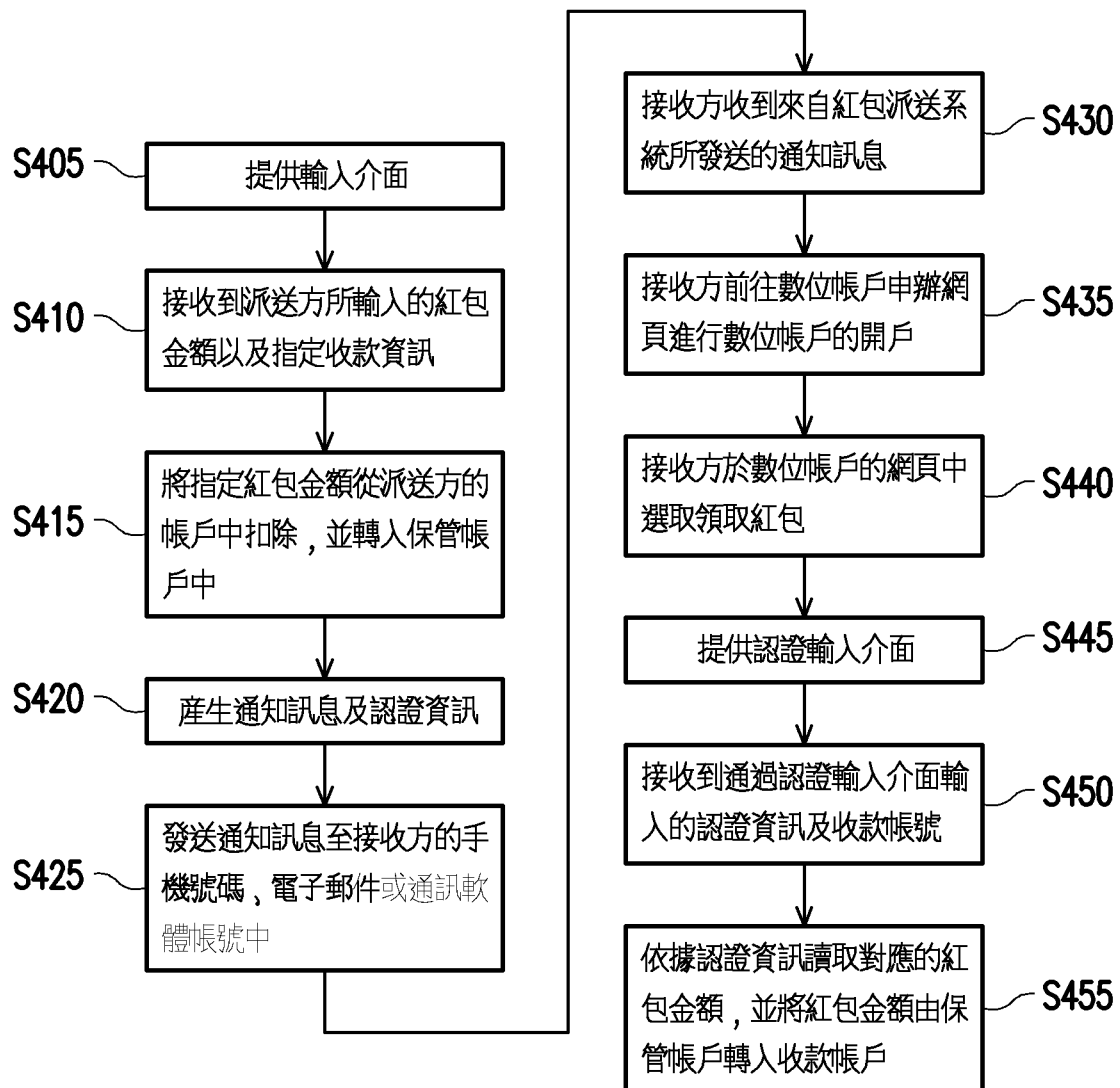 S405
提供輸入介面
S410
接收到派送方所輸入的紅包
金額以及指定收款資訊
S415
將指定紅包金額從派送方的
帳戶中扣除，並轉入保管帳
戶中
S420
產生通知訊息及認證資訊
S425
發送通知訊息至接收方的手
機號碼、電子郵件或通訊軟
體帳號中
S430
接收方收到來自紅包派送系
統所發送的通知訊息
S435
接收方前往數位帳戶申辦網
頁進行數位帳戶的開戶
S440
接收方於數位帳戶的網頁中
選取領取紅包
S445
提供認證輸入介面
S450
接收到通過認證輸入介面輸
入的認證資訊及收款帳號
S455
依據認證資訊讀取對應的紅
包金額，並將紅包金額由保
管帳戶轉入收款帳戶